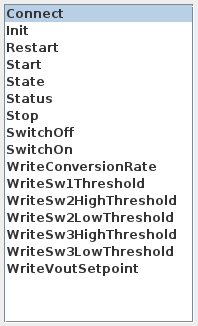 Connect
Init
Restart
Start
State
Status
Stop
SwitchOff
SwitchOn
WriteConversionRate
WriteSw1Threshold
WriteSw2HighThreshold
WriteSw2LowThreshold
WriteSw3HighThreshold
WriteSw3LowThreshold
WriteVoutSetpoint